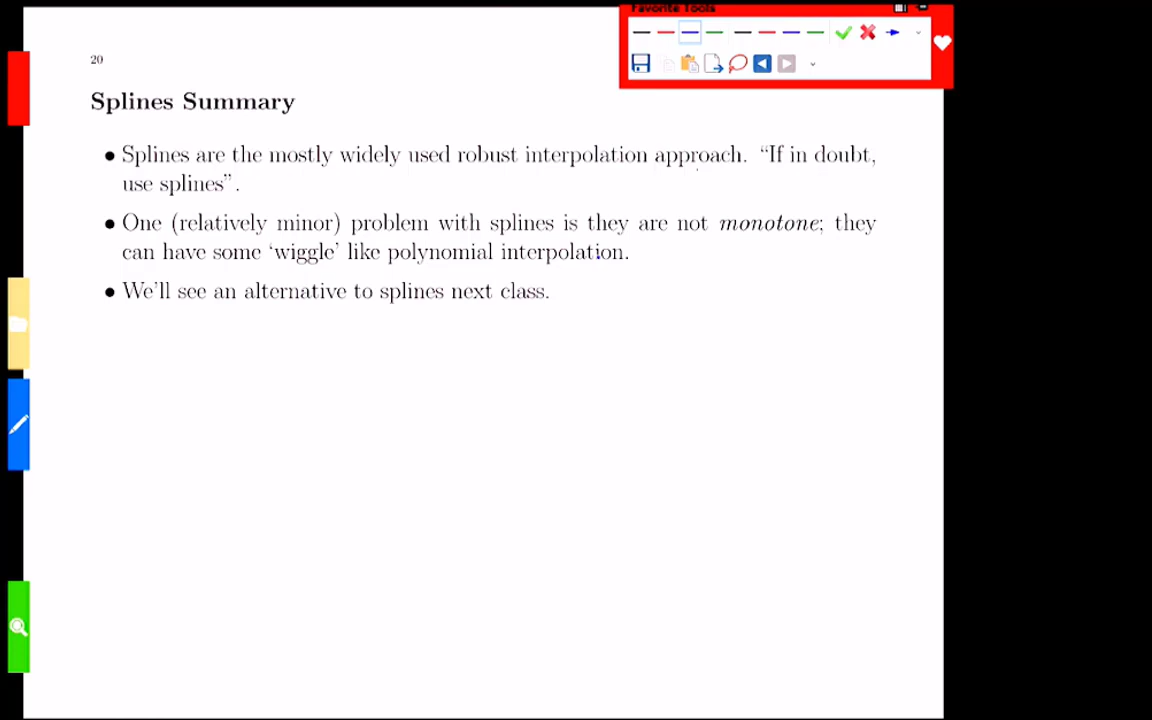 Favorite Tools
20
Splines Summary
• Splines are the mostly widely used robust interpolation approach. “If in doubt,
use splines”.
• One (relatively minor) problem with splines is they are not monotone; they
can have some ‘wiggle’ like polynomial interpolation.
• We’ll see an alternative to splines next class.